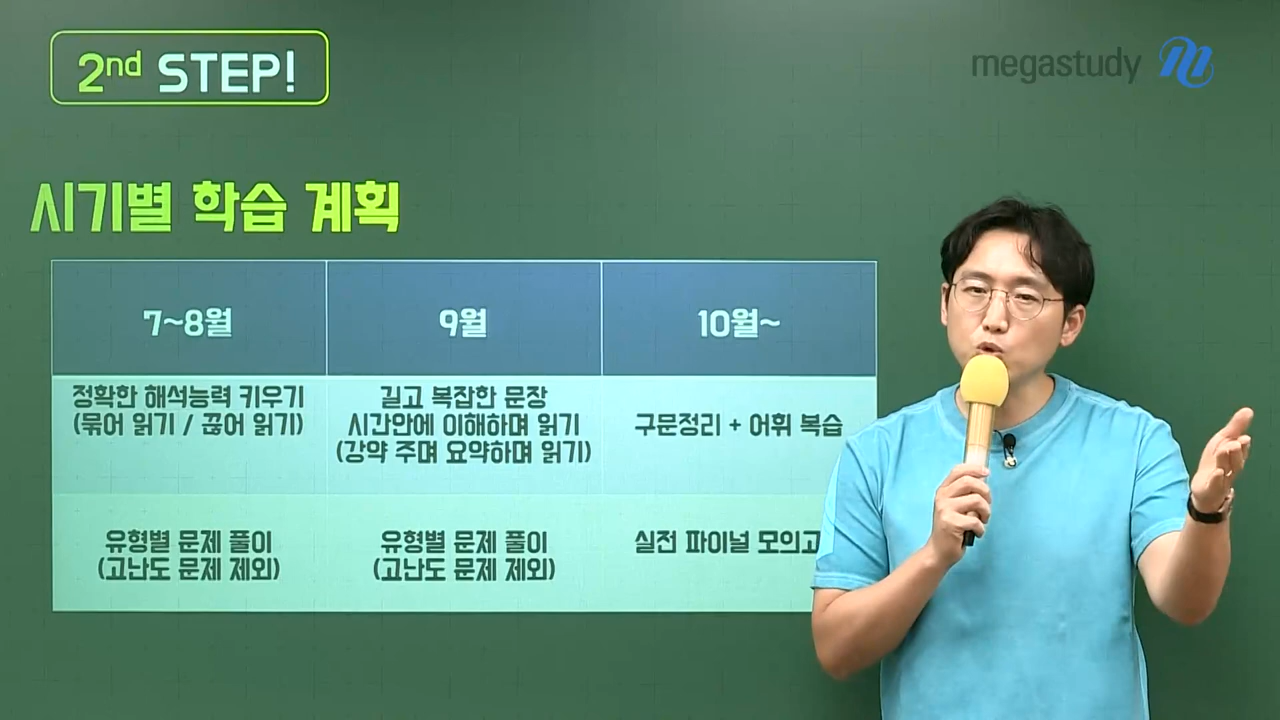 2nd STEP!
megastudy
시기별 학습 계획
7~8월
9월
10월~
정확한 해석능력 키우기
(묶어 읽기 / 끊어 읽기)
길고 복잡한 문장
시간안에 이해하며 읽기
(강약 주며 요약하며 읽기)
구문정리 + 어휘 복습
유형별 문제 풀이
(고난도 문제 제외)
유형별 문제 풀이
(고난도 문제 제외)
실전 파이널 모의고